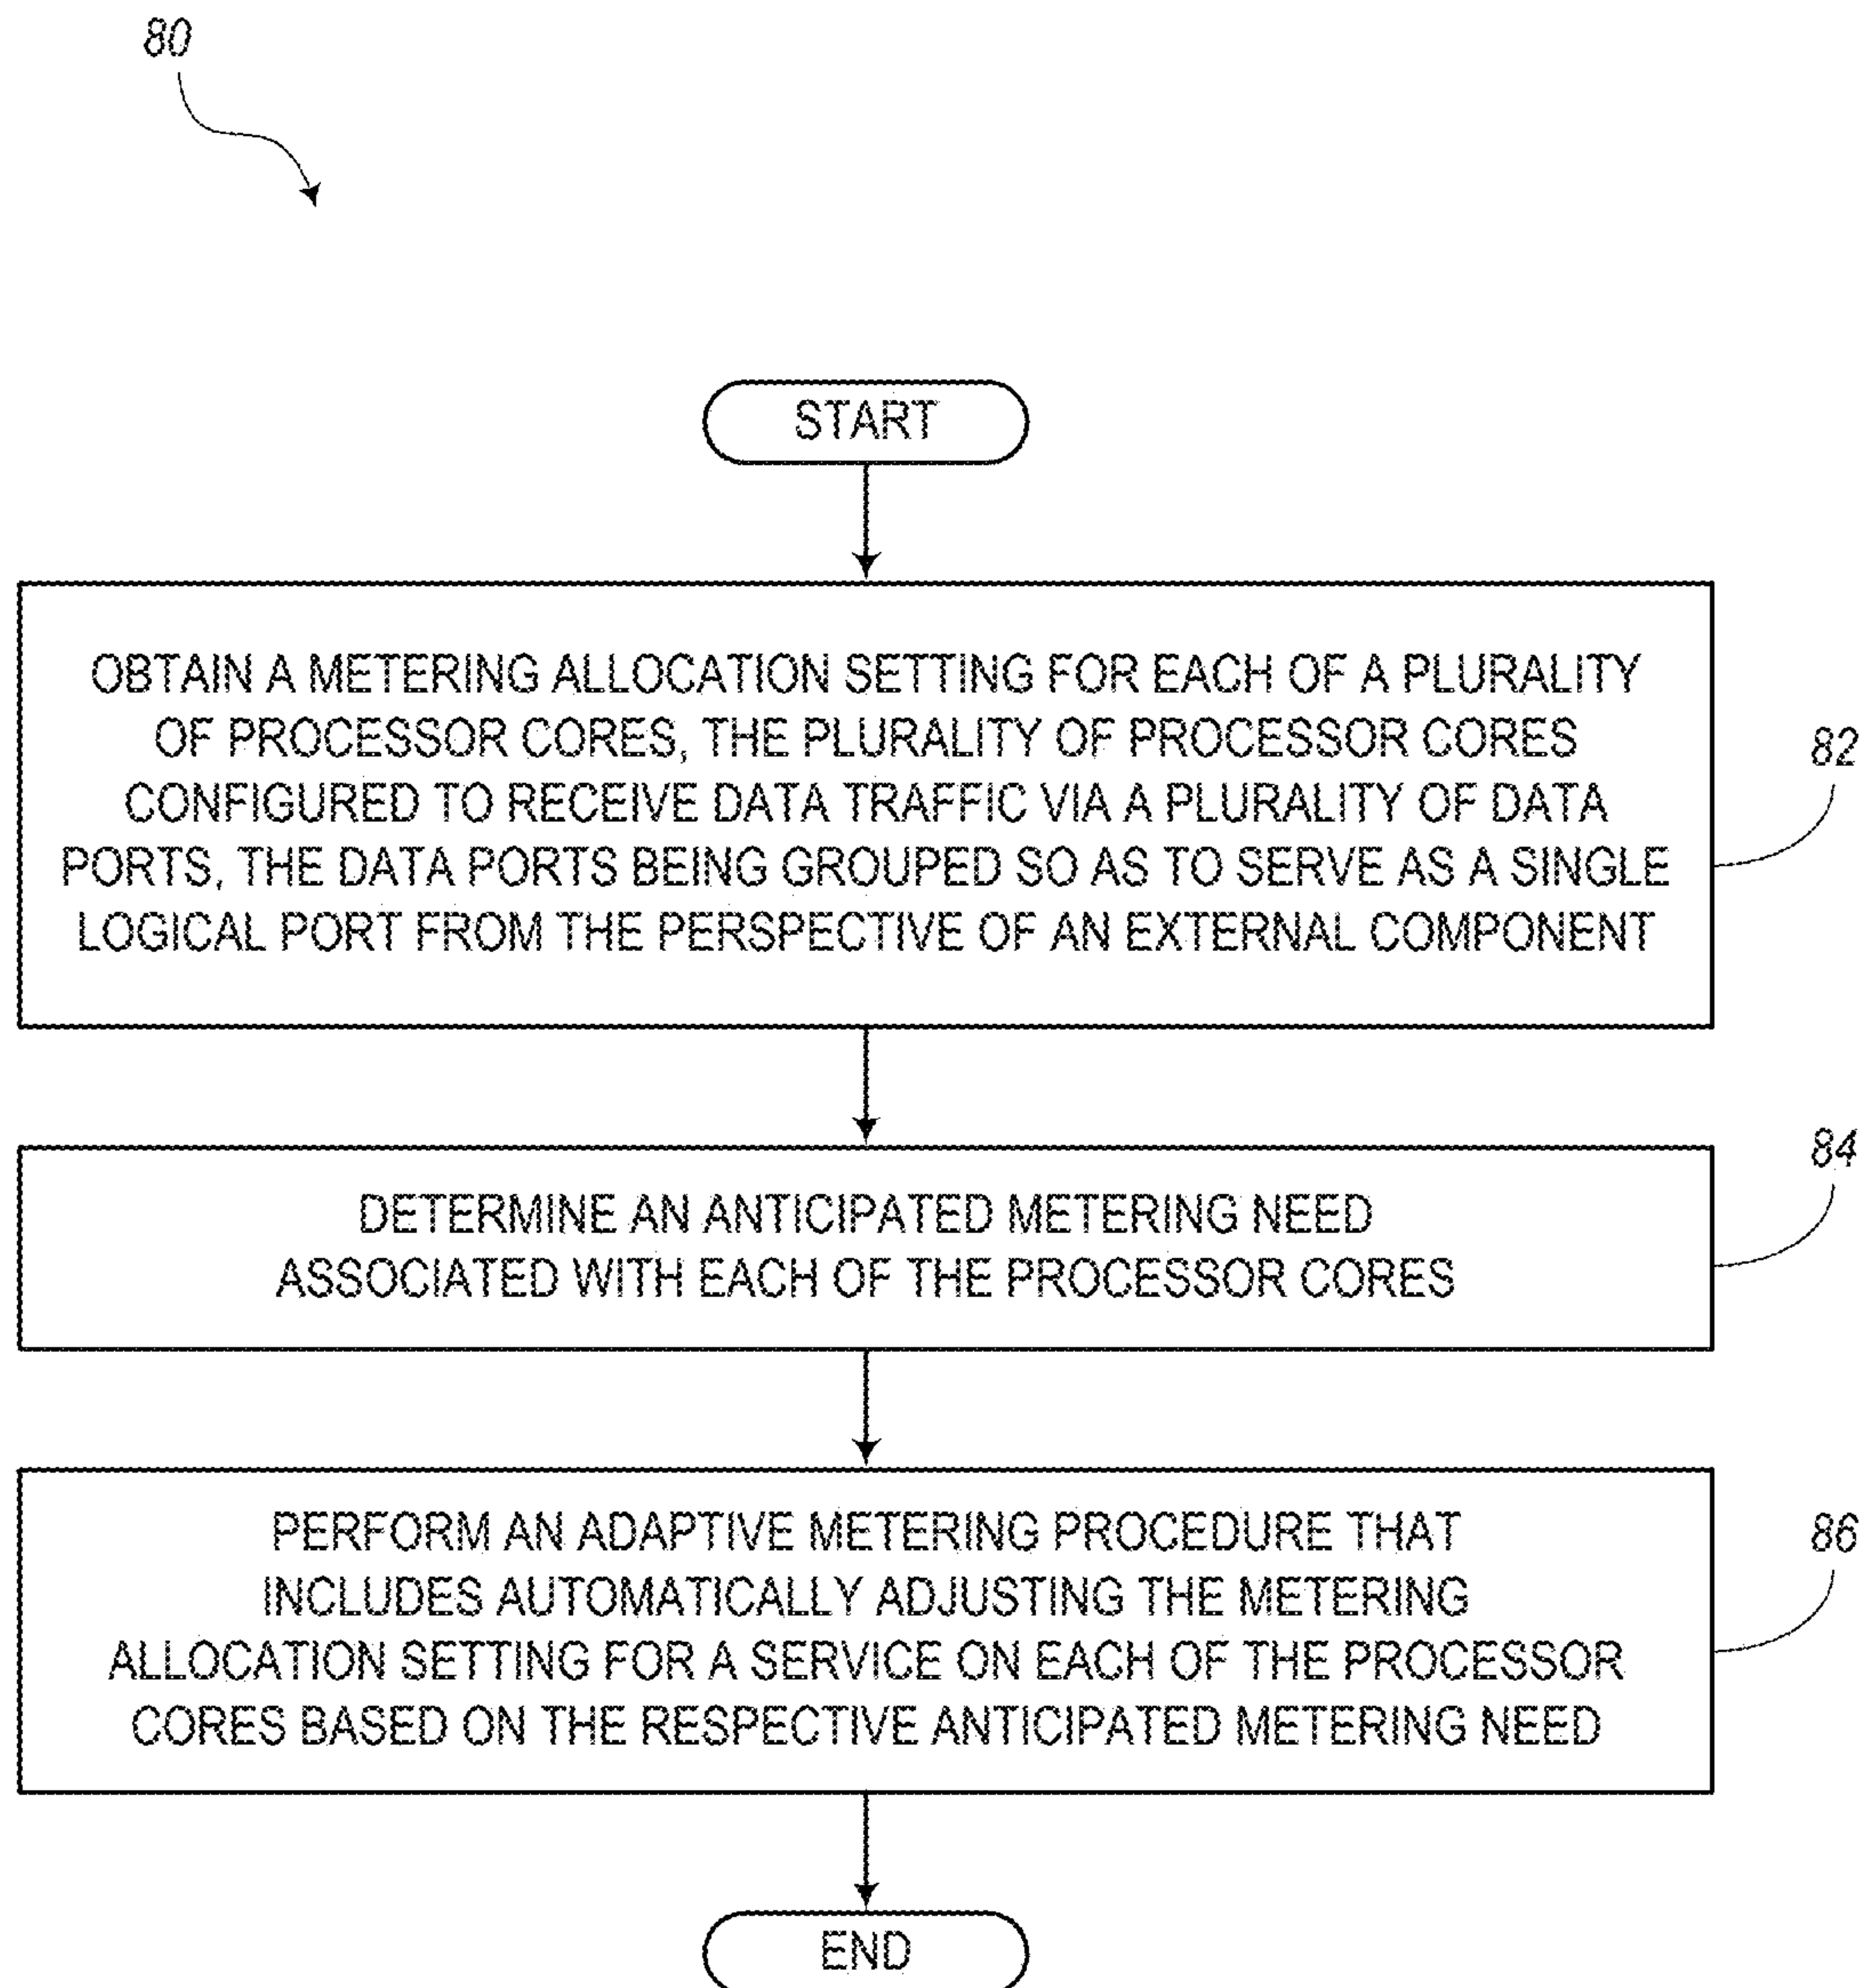 80
START
OBTAIN A METERING ALLOCATION SETTING FOR EACH OF A PLURALITY
OF PROCESSOR CORES, THE PLURALITY OF PROCESSOR CORES
CONFIGURED TO RECEIVE DATA TRAFFIC VIA A PLURALITY OF DATA
PORTS, THE DATA PORTS BEING GROUPED SO AS TO SERVE AS A SINGLE
LOGICAL PORT FROM THE PERSPECTIVE OF AN EXTERNAL COMPONENT
82
DETERMINE AN ANTICIPATED METERING NEED
ASSOCIATED WITH EACH OF THE PROCESSOR CORES
84
PERFORM AN ADAPTIVE METERING PROCEDURE THAT
INCLUDES AUTOMATICALLY ADJUSTING THE METERING
ALLOCATION SETTING FOR A SERVICE ON EACH OF THE PROCESSOR
CORES BASED ON THE RESPECTIVE ANTICIPATED METERING NEED
86
END